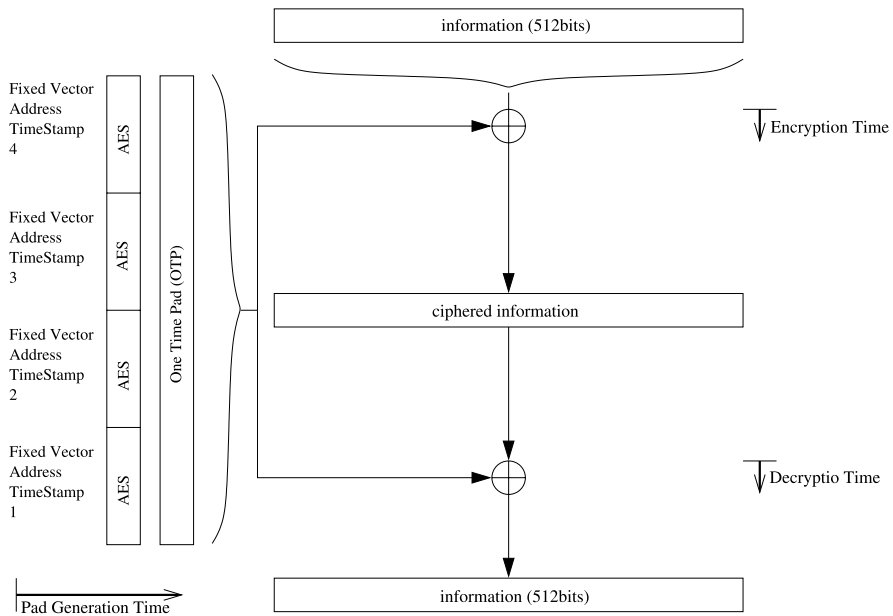 information (512bits)
Fixed Vector
Address
TimeStamp
4
AES
Encryption Time
Fixed Vector
Address
TimeStamp
3
AES
One Time Pad (OTP)
ciphered information
Fixed Vector
Address
TimeStamp
2
AES
Fixed Vector
Address
TimeStamp
1
AES
Decryptio Time
Pad Generation Time
information (512bits)